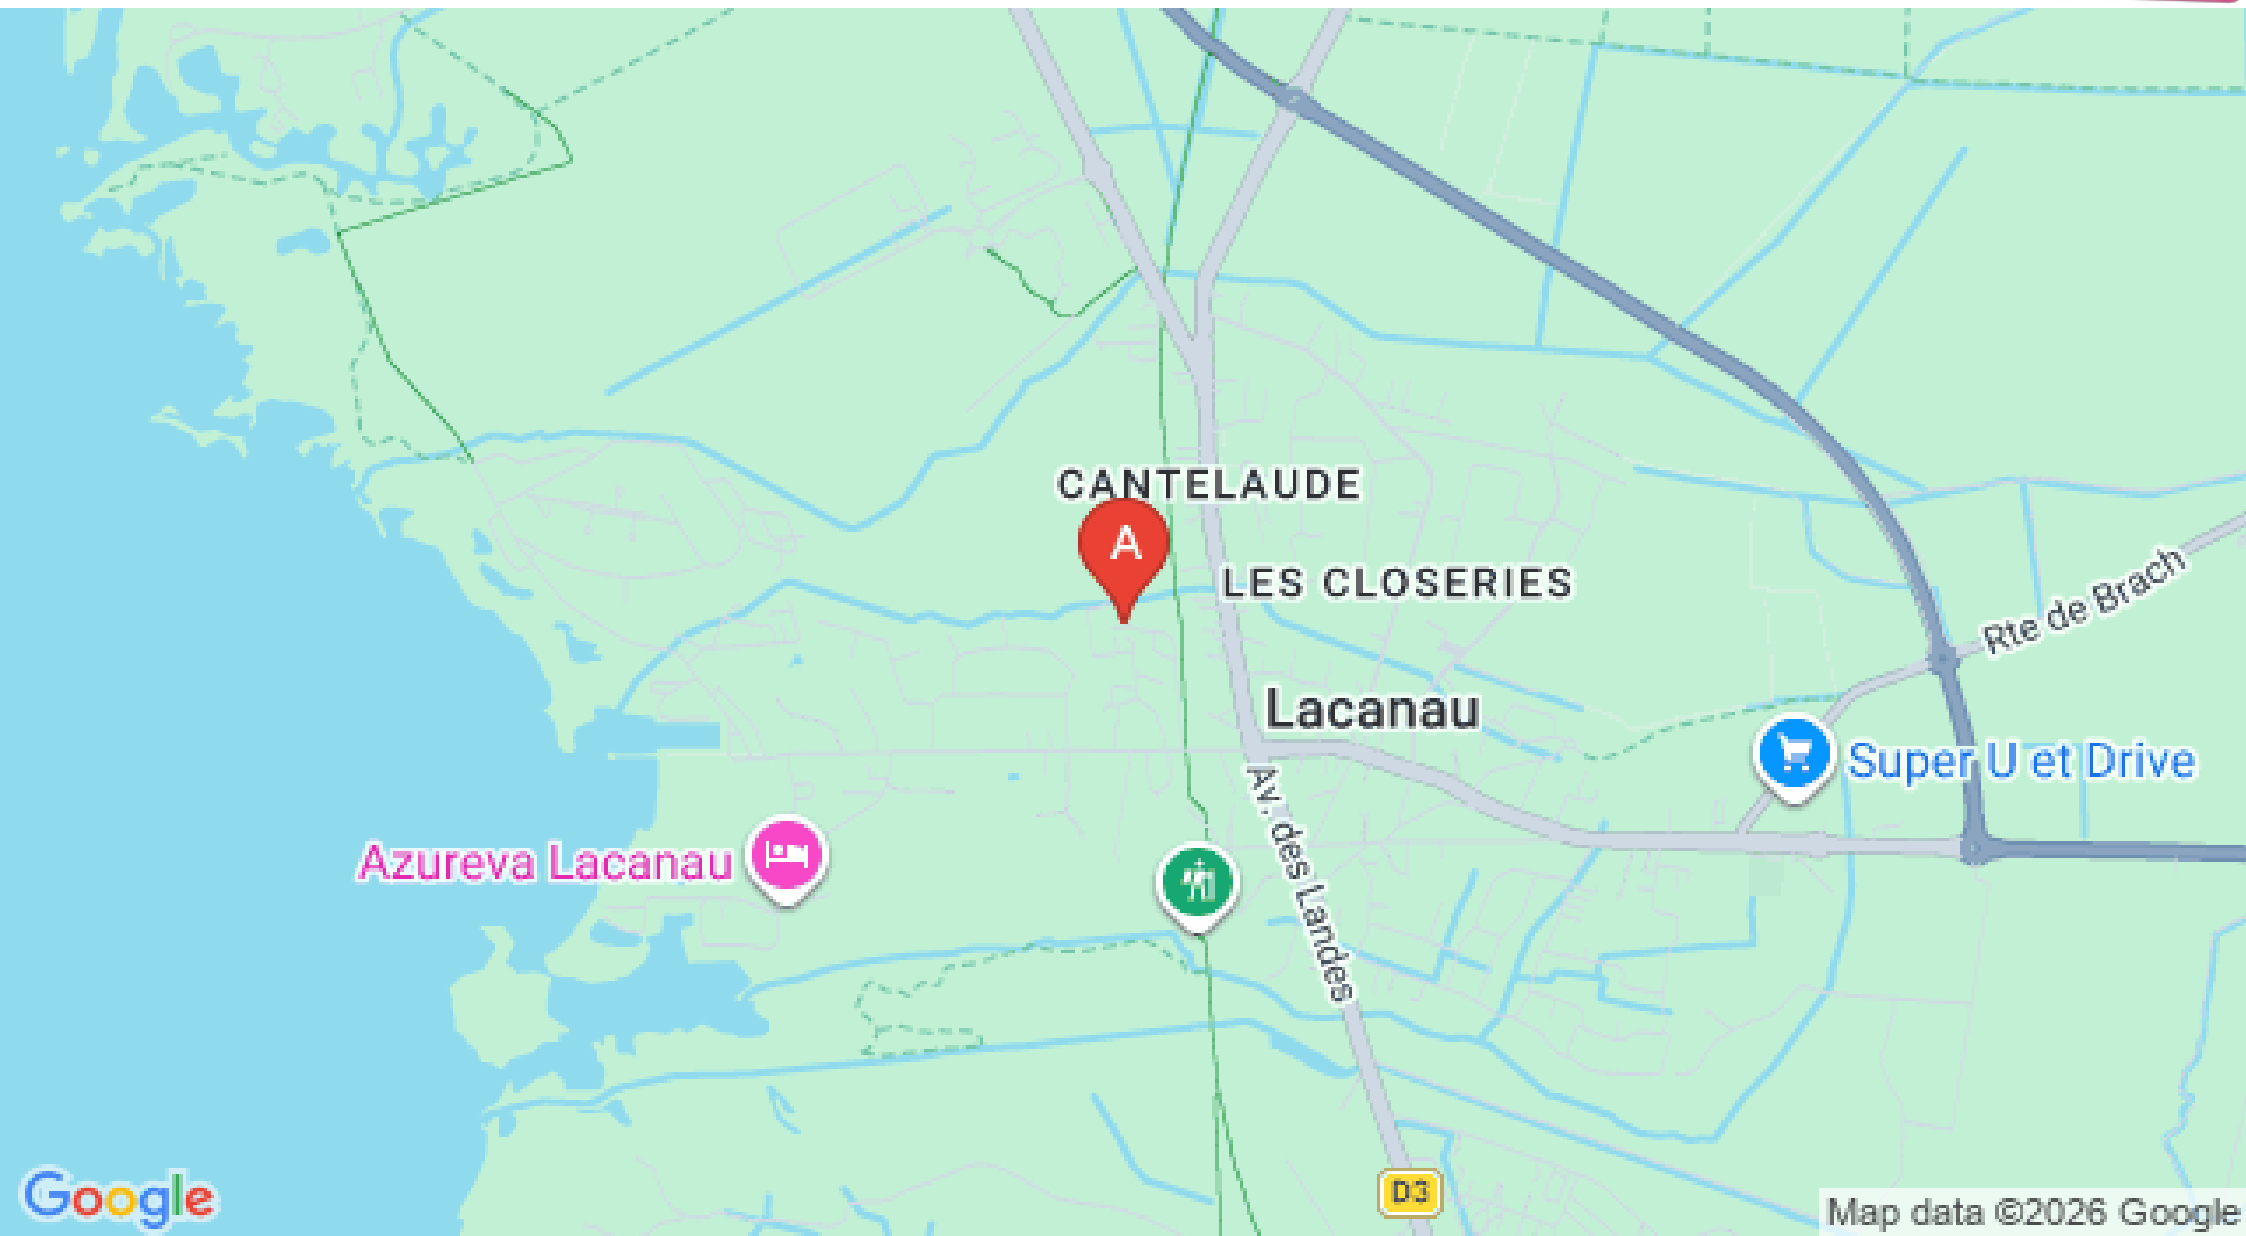 CANTELAUDE
A
LES CLOSERIES
Rte de Brach
Lacanau
Super U et Drive
Av. des Landes
Azureva Lacanau
D3
Google
Map data ©2026 Google